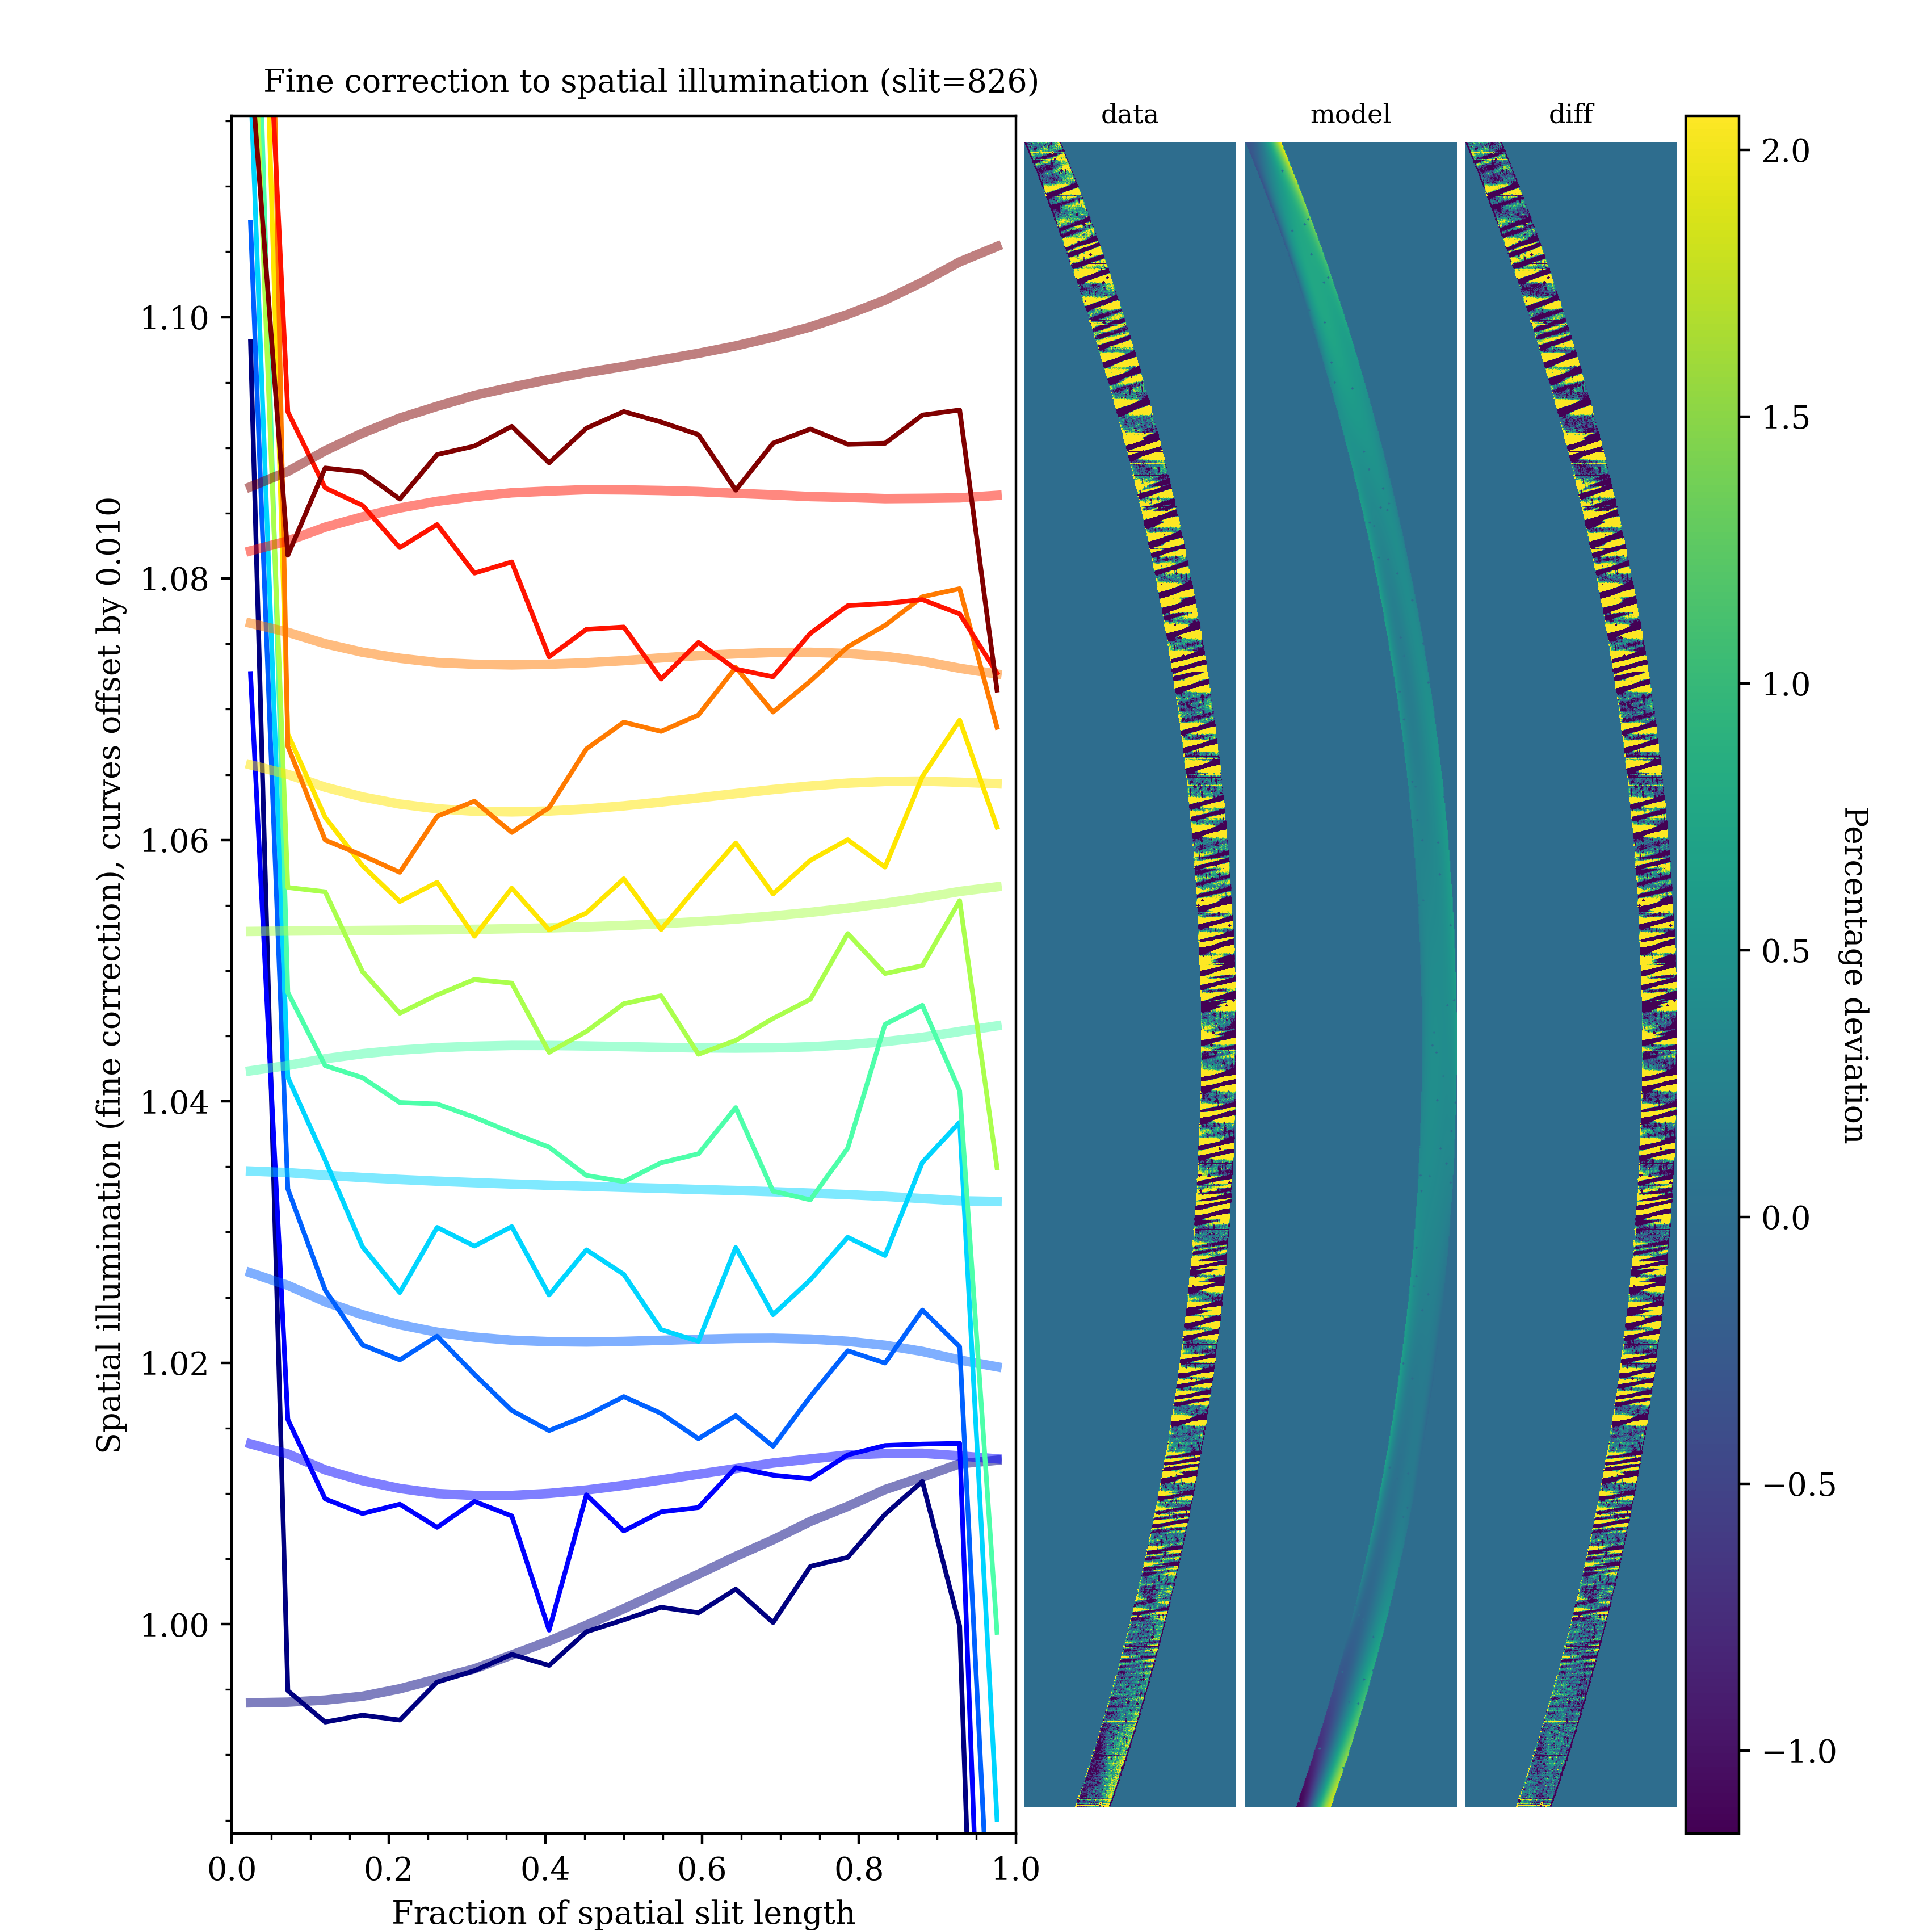 Fine correction to spatial illumination (slit=826)
data
model
diff
Spatial illumination (fine correction), curves offset by 0.010
1.10
1.08
1.06
1.04
1.02
1.00
0.0
0.2
0.4
0.6
0.8
1.0
Fraction of spatial slit length
2.0
1.5
1.0
0.5
0.0
−0.5
−1.0
Percentage deviation